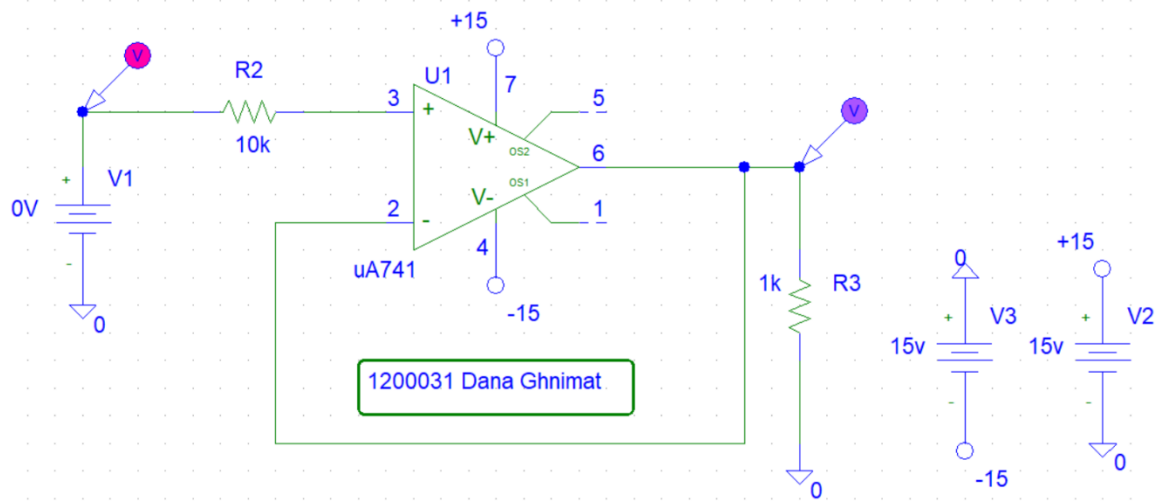 +15
V
R2
U1
7
5
3
+
V+
OS2
10k
V
6
+
V1
0V
OS1
V-
2
-
1
4
uA741
-
0
-15
1k
R3
0
+15
+
V3
+
V2
15v
15v
1200031 Dana Ghnimat
-
-
0
-15
0